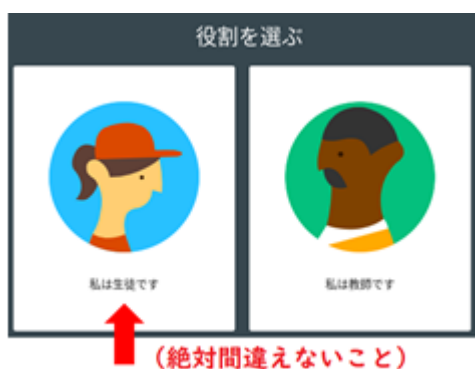 役割を選ぶ
私は生徒です
私は教師です
（絶対間違えないこと）